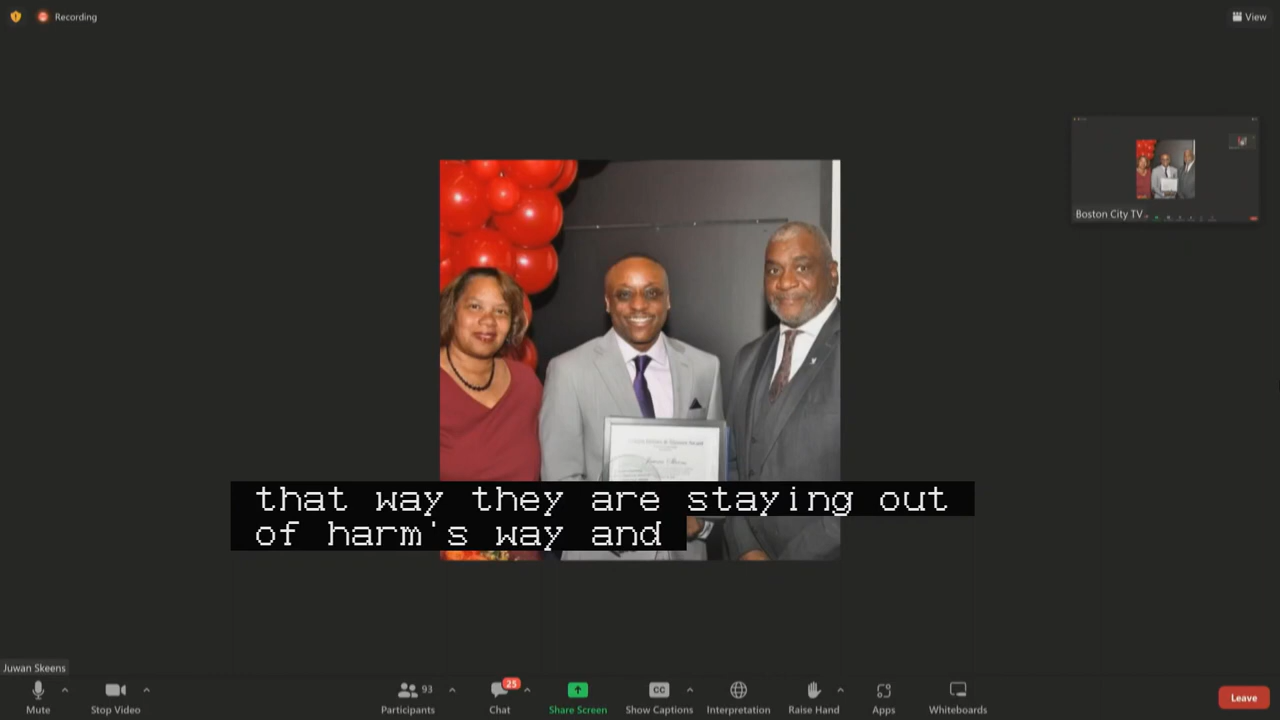 Recording
View
Boston City TV
that way they are staying out
of harm's way and
Juwan Skeens
Mute
Stop Video
93
Participants
25
Chat
Share Screen
CC
Show Captions
Interpretation
Raise Hand
Apps
Whiteboards
Leave